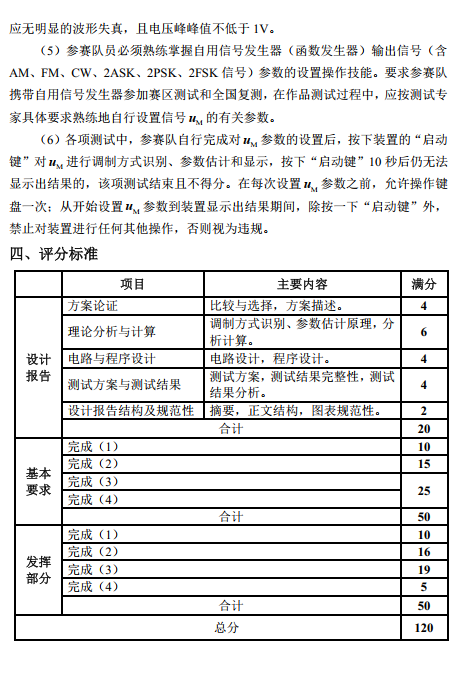 应无明显的波形失真，且电压峰峰值不低于 1V。
（5）参赛队员必须熟练掌握自用信号发生器（函数发生器）输出信号（含
AM、FM、CW、2ASK、2PSK、2FSK 信号）参数的设置操作技能。要求参赛队
携带自用信号发生器参加赛区测试和全国复测，在作品测试过程中，应按测试专
家具体要求熟练地自行设置信号 uM 的有关参数。
（6）各项测试中，参赛队自行完成对 uM 参数的设置后，按下装置的“启动
键”对 uM 进行调制方式识别、参数估计和显示，按下“启动键”10 秒后仍无法
显示出结果的，该项测试结束且不得分。在每次设置 uM 参数之前，允许操作键
盘一次；从开始设置 uM 参数到装置显示出结果期间，除按一下“启动键”外，
禁止对装置进行任何其他操作，否则视为违规。
四、评分标准
项目 主要内容 满分
设计
报告
方案论证 比较与选择，方案描述。 4
理论分析与计算 调制方式识别、参数估计原理，分
析计算。 6
电路与程序设计 电路设计，程序设计。 4
测试方案与测试结果 测试方案，测试结果完整性，测试
结果分析。 4
设计报告结构及规范性 摘要，正文结构，图表规范性。 2
合计 20
基本
要求
完成（1） 10
完成（2） 15
完成（3）
完成（4） 25
合计 50
发挥
部分
完成（1） 10
完成（2） 16
完成（3） 19
完成（4） 5
合计 50
总分 120